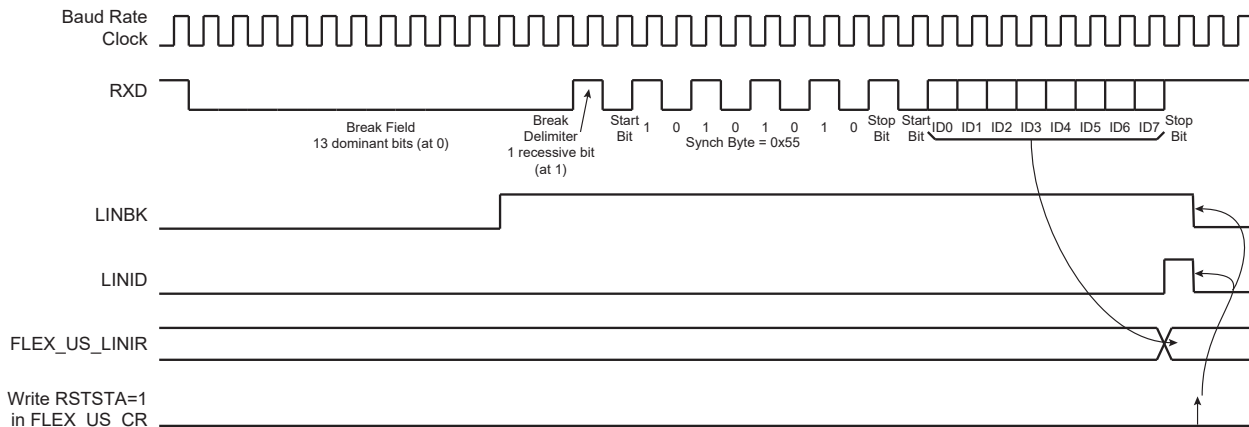 Baud Rate
Clock
RXD
Break Field
13 dominant bits (at 0)
Break
Delimiter
1 recessive bit
(at 1)
Start
Bit
1 0 1 0 1 0 1 0
Synch Byte = 0x55
Stop
Bit
Start
Bit
ID0 ID1 ID2 ID3 ID4 ID5 ID6 ID7
Stop
Bit
LINBK
LINID
FLEX_US_LINIR
Write RSTSTA=1
in FLEX_US_CR